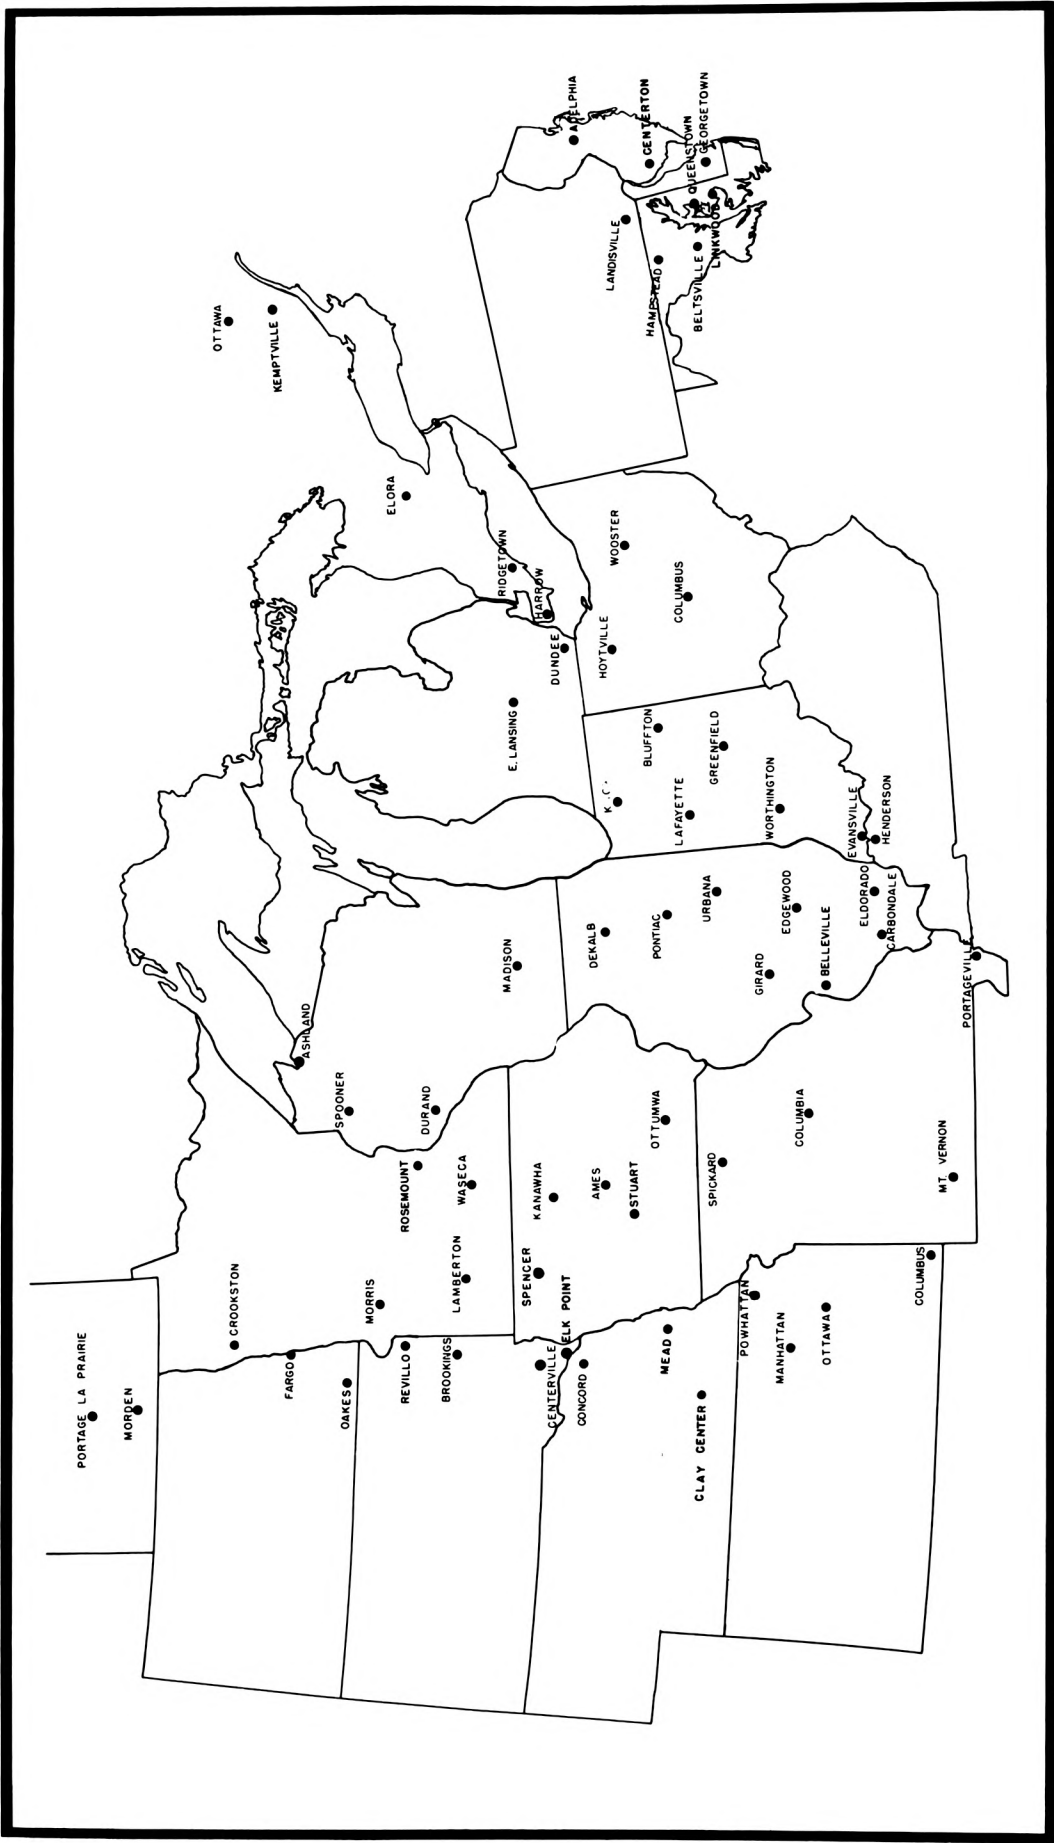 PORTAGE LA PRAIRIE
MORDEN
CROOKSTON
FARGO
OAKES
MORRIS
REVILLO
BROOKINGS
LAMBERTON
ROSEMOUNT
WASECA
ASHLAND
SPOONER
DURAND
MADISON
KANAWHA
SPENCER
AMES
STUART
OTTUMWA
ELK POINT
CENTERVILLE
CONCORD
MEAD
CLAY CENTER
SPICKARD
COLUMBIA
MT. VERNON
PORTAGEVILLE
POWHATTAN
MANHATTAN
OTTAWA
COLUMBUS
DEKALB
PONTIAC
URBANA
GIRARD
EDGEWOOD
BELLEVILLE
ELDORADO
CARBONDALE
EVANSVILLE
HENDERSON
BLUFFTON
LAFAYETTE
GREENFIELD
WORTHINGTON
E. LANSING
DUNDEE
HOYTVILLE
WOOSTER
COLUMBUS
HARROW
RIDGETOWN
ELORA
OTTAWA
KEMPTVILLE
LANDISVILLE
HAMPSTEAD
BELTSVILLE
LINKWOOD
QUEENSTOWN
GEORGETOWN
CENTERTON
ADELPHIA